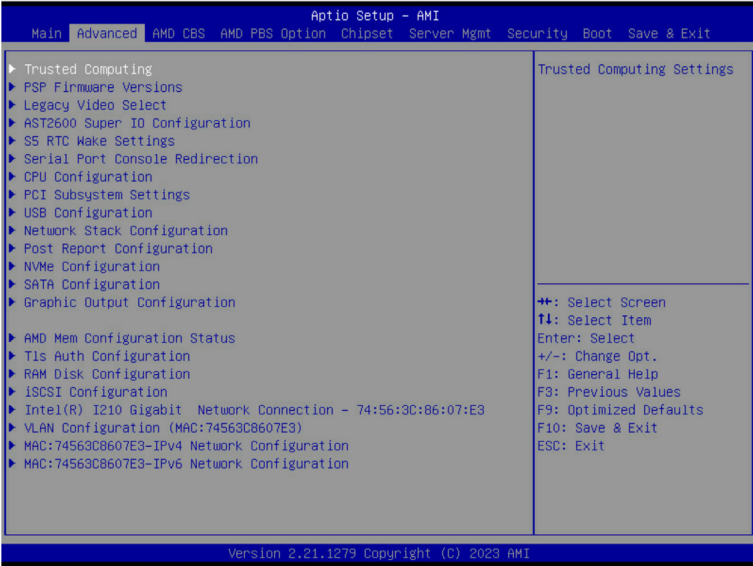 Aptio Setup – AMI
Main Advanced AMD CBS AMD PBS Option Chipset Server Mgmt Security Boot Save & Exit
Trusted Computing
PSP Firmware Versions
Legacy Video Select
AST2600 Super IO Configuration
S5 RTC Wake Settings
Serial Port Console Redirection
CPU Configuration
PCI Subsystem Settings
USB Configuration
Network Stack Configuration
Post Report Configuration
NVMe Configuration
SATA Configuration
Graphic Output Configuration
AMD Mem Configuration Status
Tls Auth Configuration
RAM Disk Configuration
iSCSI Configuration
Intel(R) I210 Gigabit  Network Connection – 74:56:3C:86:07:E3
VLAN Configuration (MAC:74563C8607E3)
MAC:74563C8607E3–IPv4 Network Configuration
MAC:74563C8607E3–IPv6 Network Configuration
Trusted Computing Settings
→←: Select Screen
↑↓: Select Item
Enter: Select
+/–: Change Opt.
F1: General Help
F3: Previous Values
F9: Optimized Defaults
F10: Save & Exit
ESC: Exit
Version 2.21.1279 Copyright (C) 2023 AMI